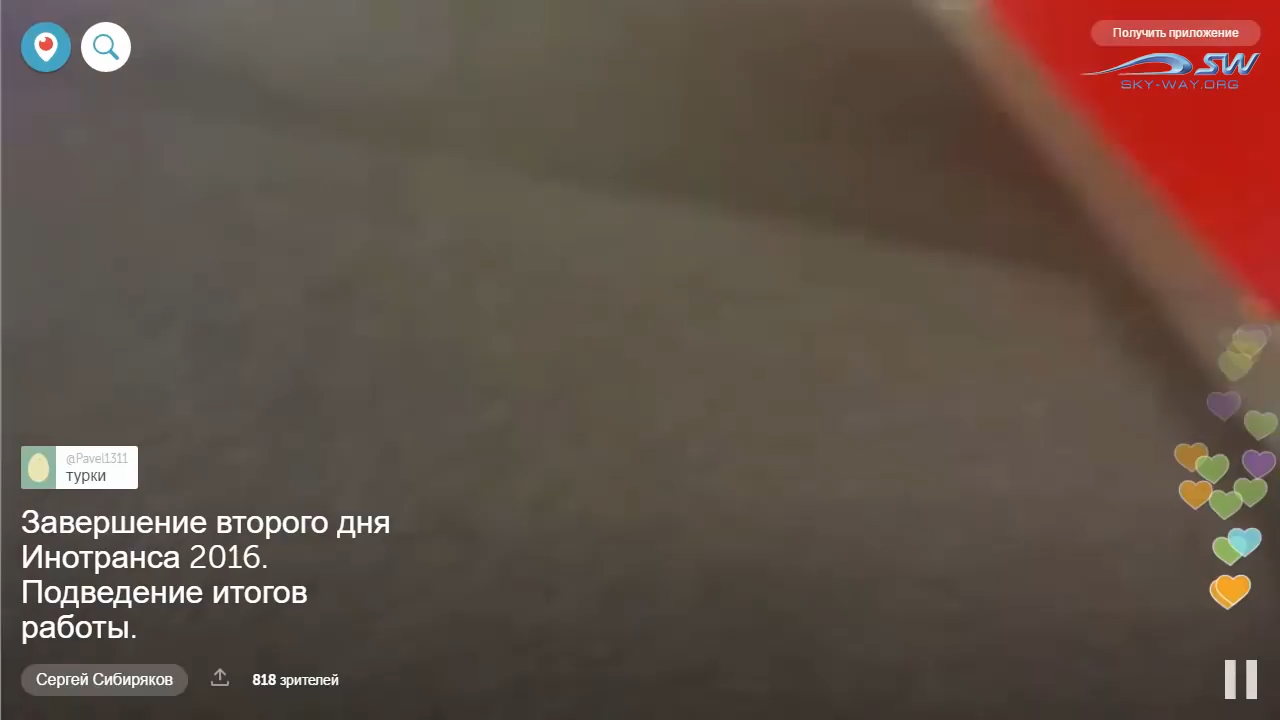 Получить приложение
SW
SKY-WAY.ORG
@Pavel1311
турки
Завершение второго дня
Инотранса 2016.
Подведение итогов
работы.
Сергей Сибиряков
818 зрителей